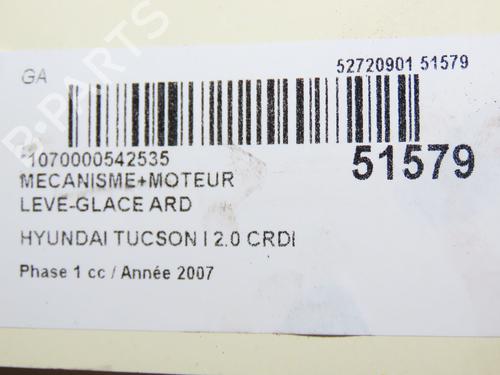 52720901 51579
GA
B-PARTS
*1070000542535
51579
MECANISME+MOTEUR
LEVE-GLACE ARD
HYUNDAI TUCSON I 2.0 CRDI
Phase 1 cc / Année 2007